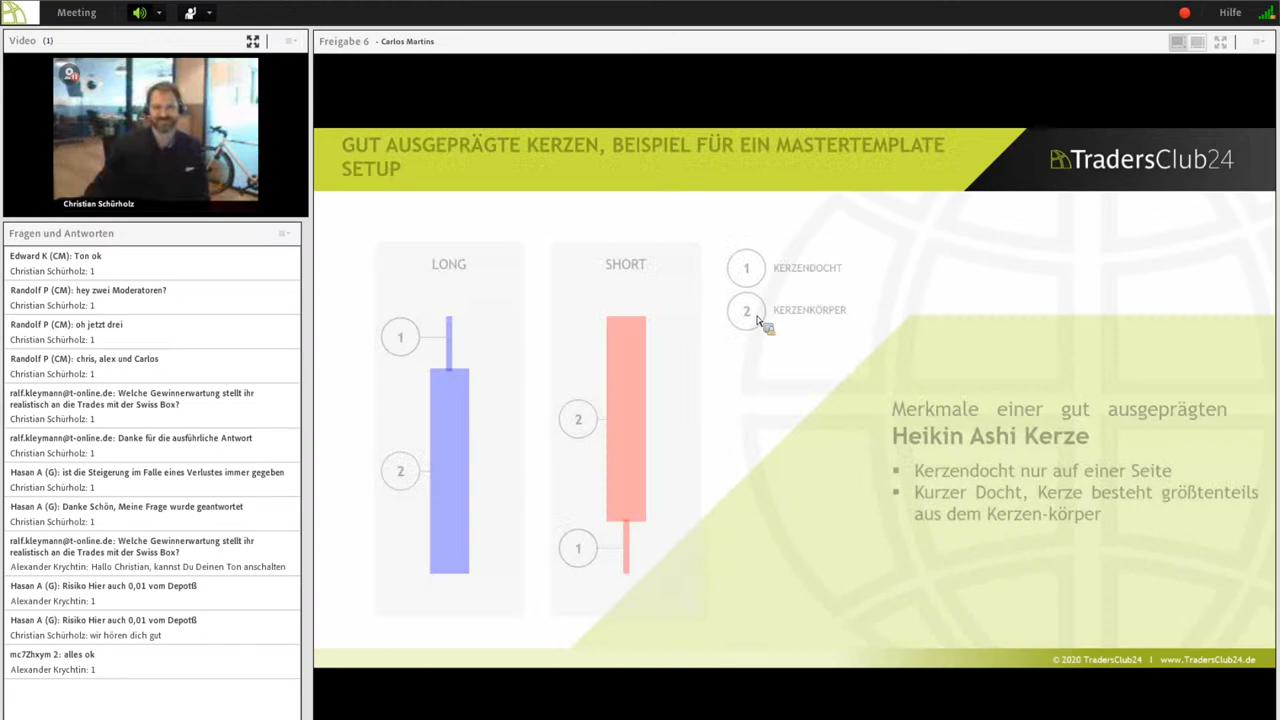 Meeting
Hilfe
Video (1)
Christian Schürholz
Fragen und Antworten
Edward K (CM): Ton ok
Christian Schürholz: 1
Randolf P (CM): hey zwei Moderatoren?
Christian Schürholz: 1
Randolf P (CM): oh jetzt drei
Christian Schürholz: 1
Randolf P (CM): chris, alex und Carlos
Christian Schürholz: 1
ralf.kleymann@t-online.de: Welche Gewinnerwartung stellt ihr
realistisch an die Trades mit der Swiss Box?
Christian Schürholz: 1
ralf.kleymann@t-online.de: Danke für die ausführliche Antwort
Christian Schürholz: 1
Hasan A (G): ist die Steigerung im Falle eines Verlustes immer gegeben
Christian Schürholz: 1
Hasan A (G): Danke Schön, Meine Frage wurde geantwortet
Christian Schürholz: 1
ralf.kleymann@t-online.de: Welche Gewinnerwartung stellt ihr
realistisch an die Trades mit der Swiss Box?
Alexander Krychtin: Hallo Christian, kannst Du Deinen Ton anschalten
Hasan A (G): Risiko Hier auch 0,01 vom Depotß
Alexander Krychtin: 1
Hasan A (G): Risiko Hier auch 0,01 vom Depotß
Christian Schürholz: wir hören dich gut
mc7Zhxym 2: alles ok
Alexander Krychtin: 1
Freigabe 6 - Carlos Martins
GUT AUSGEPRÄGTE KERZEN, BEISPIEL FÜR EIN MASTERTEMPLATE
SETUP
TradersClub24
LONG
SHORT
1
2
2
1
1 KERZENDOCHT
2 KERZENKÖRPER
Merkmale einer gut ausgeprägten
Heikin Ashi Kerze
▪ Kerzendocht nur auf einer Seite
▪ Kurzer Docht, Kerze besteht größtenteils
aus dem Kerzen-körper
© 2020 TradersClub24 I www.TradersClub24.de